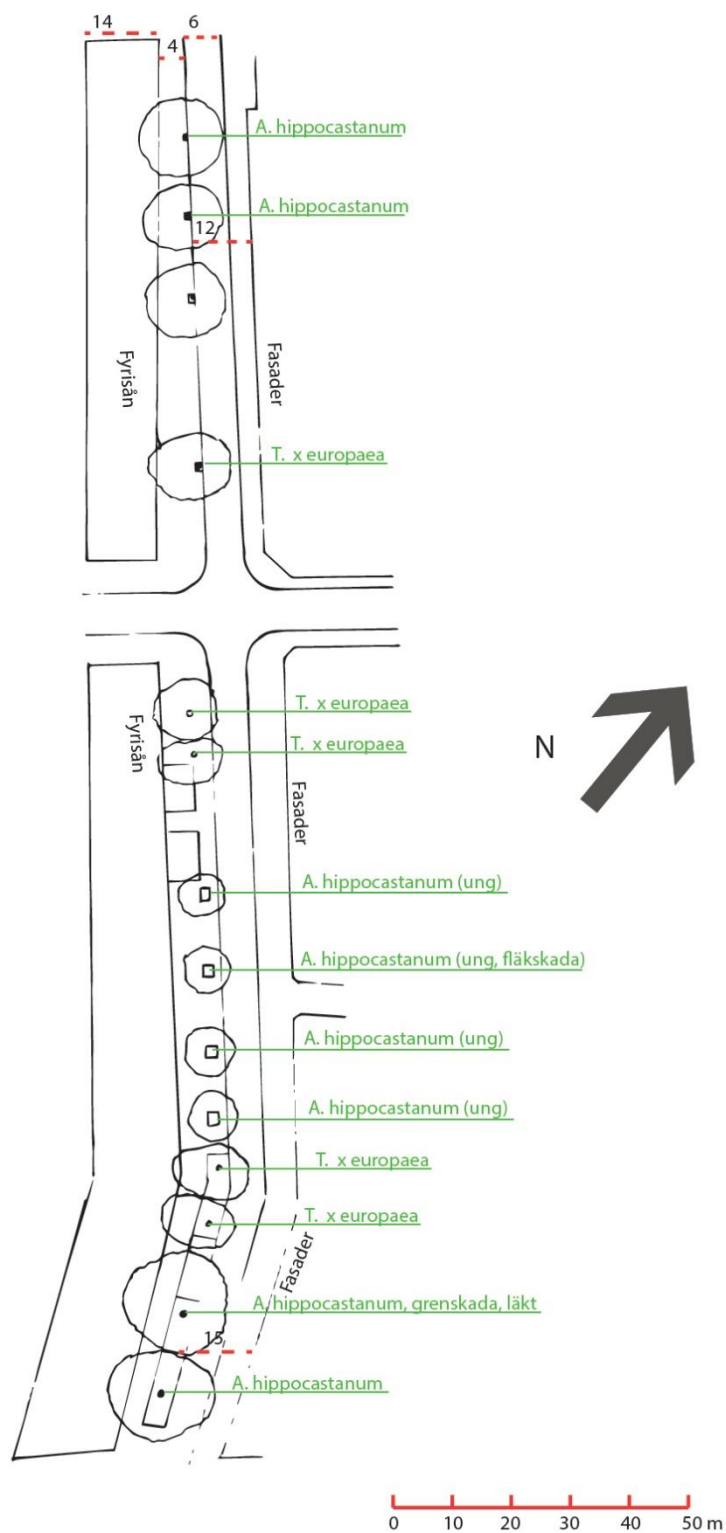 14
6
4
A. hippocastanum
A. hippocastanum
12
Fyrisån
Fasader
T. x europaea
T. x europaea
Fyrisån
T. x europaea
N
Fasader
A. hippocastanum (ung)
A. hippocastanum (ung, fläkskada)
A. hippocastanum (ung)
A. hippocastanum (ung)
T. x europaea
T. x europaea
Fasader
A. hippocastanum, grenskada, läkt
15
A. hippocastanum
0 10 20 30 40 50 m